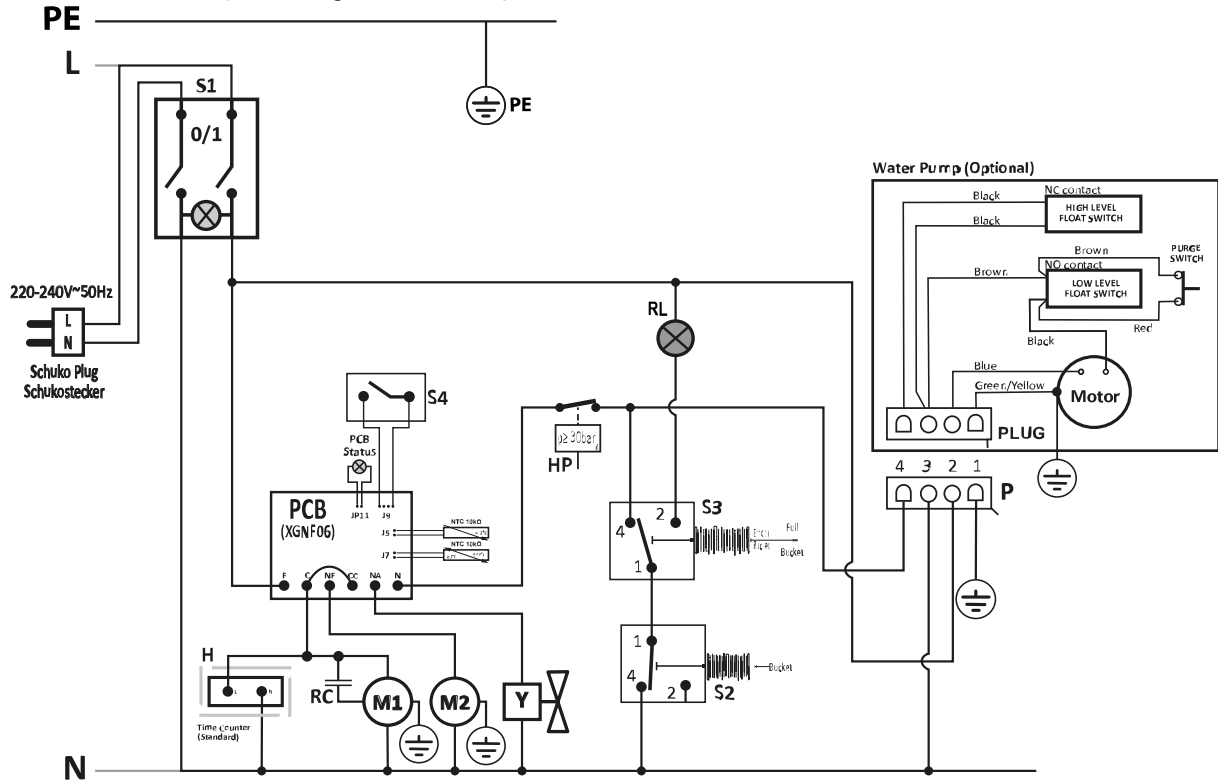 PE
L
S1
PE
0/1
Water Pump (Optional)
NC contact
Black
HIGH LEVEL
FLOAT SWITCH
Black
PURGE
SWITCH
Brown
NO contact
Brown
LOW LEVEL
FLOAT SWITCH
220-240V~50Hz
L
N
Schuko Plug
Schukostecker
RL
Red
Black
Blue
Green/Yellow
Motor
S4
PLUG
PCB
Status
≥ 30bar
HP
4 3 2 1
P
PCB
(XGNF06)
JP11
J9
NTC 10kΩ
J5
NTC 10kΩ
J7
S3
2
4
1
Full
Bucket
F C NF CC NA N
1
4
2
Bucket
S2
H
L
N
RC
M1
M2
Y
Time Counter
(Standard)
N